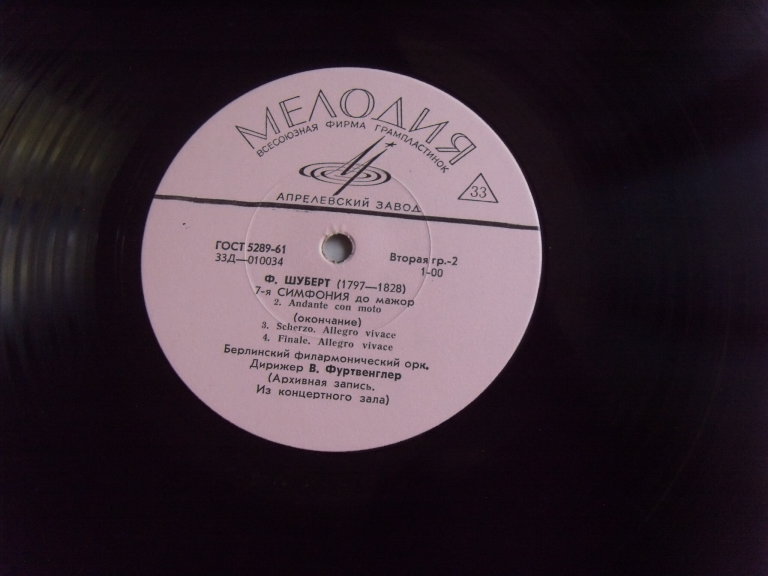 МЕЛОДИЯ
ВСЕСОЮЗНАЯ ФИРМА ГРАМПЛАСТИНОК
33
АПРЕЛЕВСКИЙ ЗАВОД
ГОСТ 5289-61
Вторая гр.-2
33Д—010034
1-00
Ф. ШУБЕРТ (1797—1828)
7-я СИМФОНИЯ до мажор
2. Andante con moto
(окончание)
3. Scherzo. Allegro vivace
4. Finale. Allegro vivace
Берлинский филармонический орк.
Дирижер В. Фуртвенглер
(Архивная запись.
Из концертного зала)